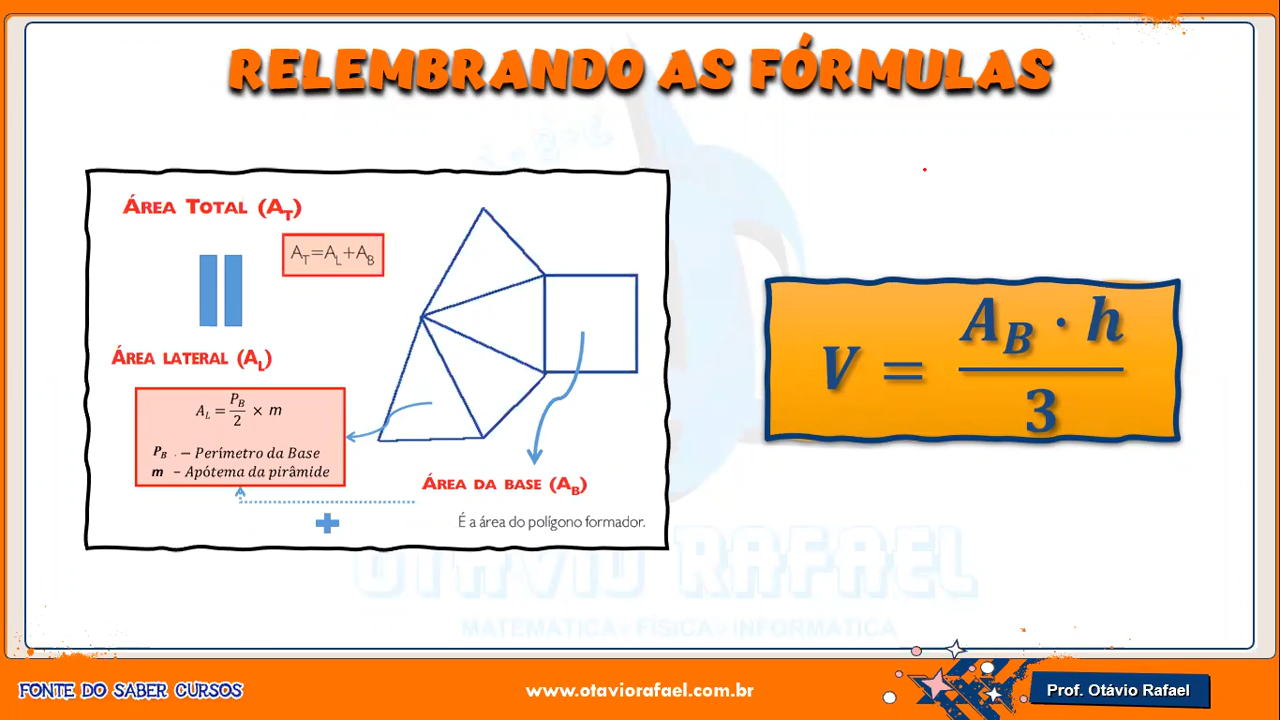 RELEMBRANDO AS FÓRMULAS
ÁREA TOTAL (A_T)
A_T=A_L+A_B
ÁREA LATERAL (A_L)
A_L = P_B/2 × m
P_B – Perímetro da Base
m – Apótema da pirâmide
ÁREA DA BASE (A_B)
É a área do polígono formador.
V = A_B · h / 3
OTÁVIO RAFAEL
MATEMÁTICA - FÍSICA - INFORMÁTICA
FONTE DO SABER CURSOS
www.otaviorafael.com.br
Prof. Otávio Rafael